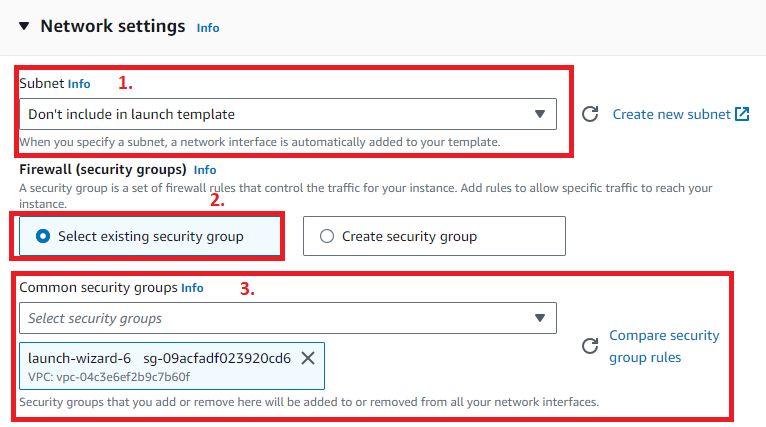 Network settings Info
Subnet Info 1.
Don't include in launch template
Create new subnet
When you specify a subnet, a network interface is automatically added to your template.
Firewall (security groups) Info
A security group is a set of firewall rules that control the traffic for your instance. Add rules to allow specific traffic to reach your
instance.
2.
Select existing security group
Create security group
Common security groups Info 3.
Select security groups
Compare security
group rules
launch-wizard-6 sg-09acfadf023920cd6
VPC: vpc-04c3e6ef2b9c7b60f
Security groups that you add or remove here will be added to or removed from all your network interfaces.